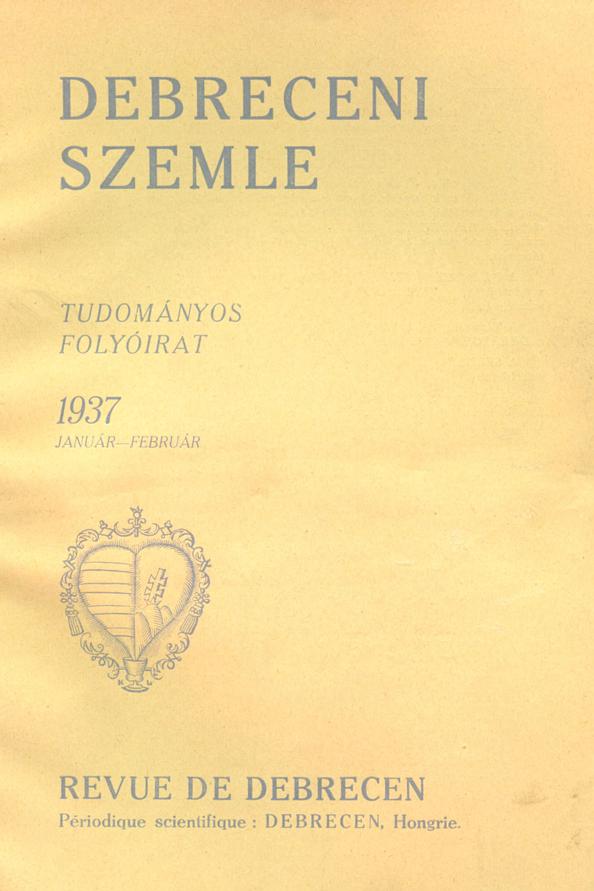 DEBRECENI
SZEMLE
TUDOMÁNYOS
FOLYÓIRAT
1937
JANUÁR—FEBRUÁR
REVUE DE DEBRECEN
Périodique scientifique : DEBRECEN, Hongrie.